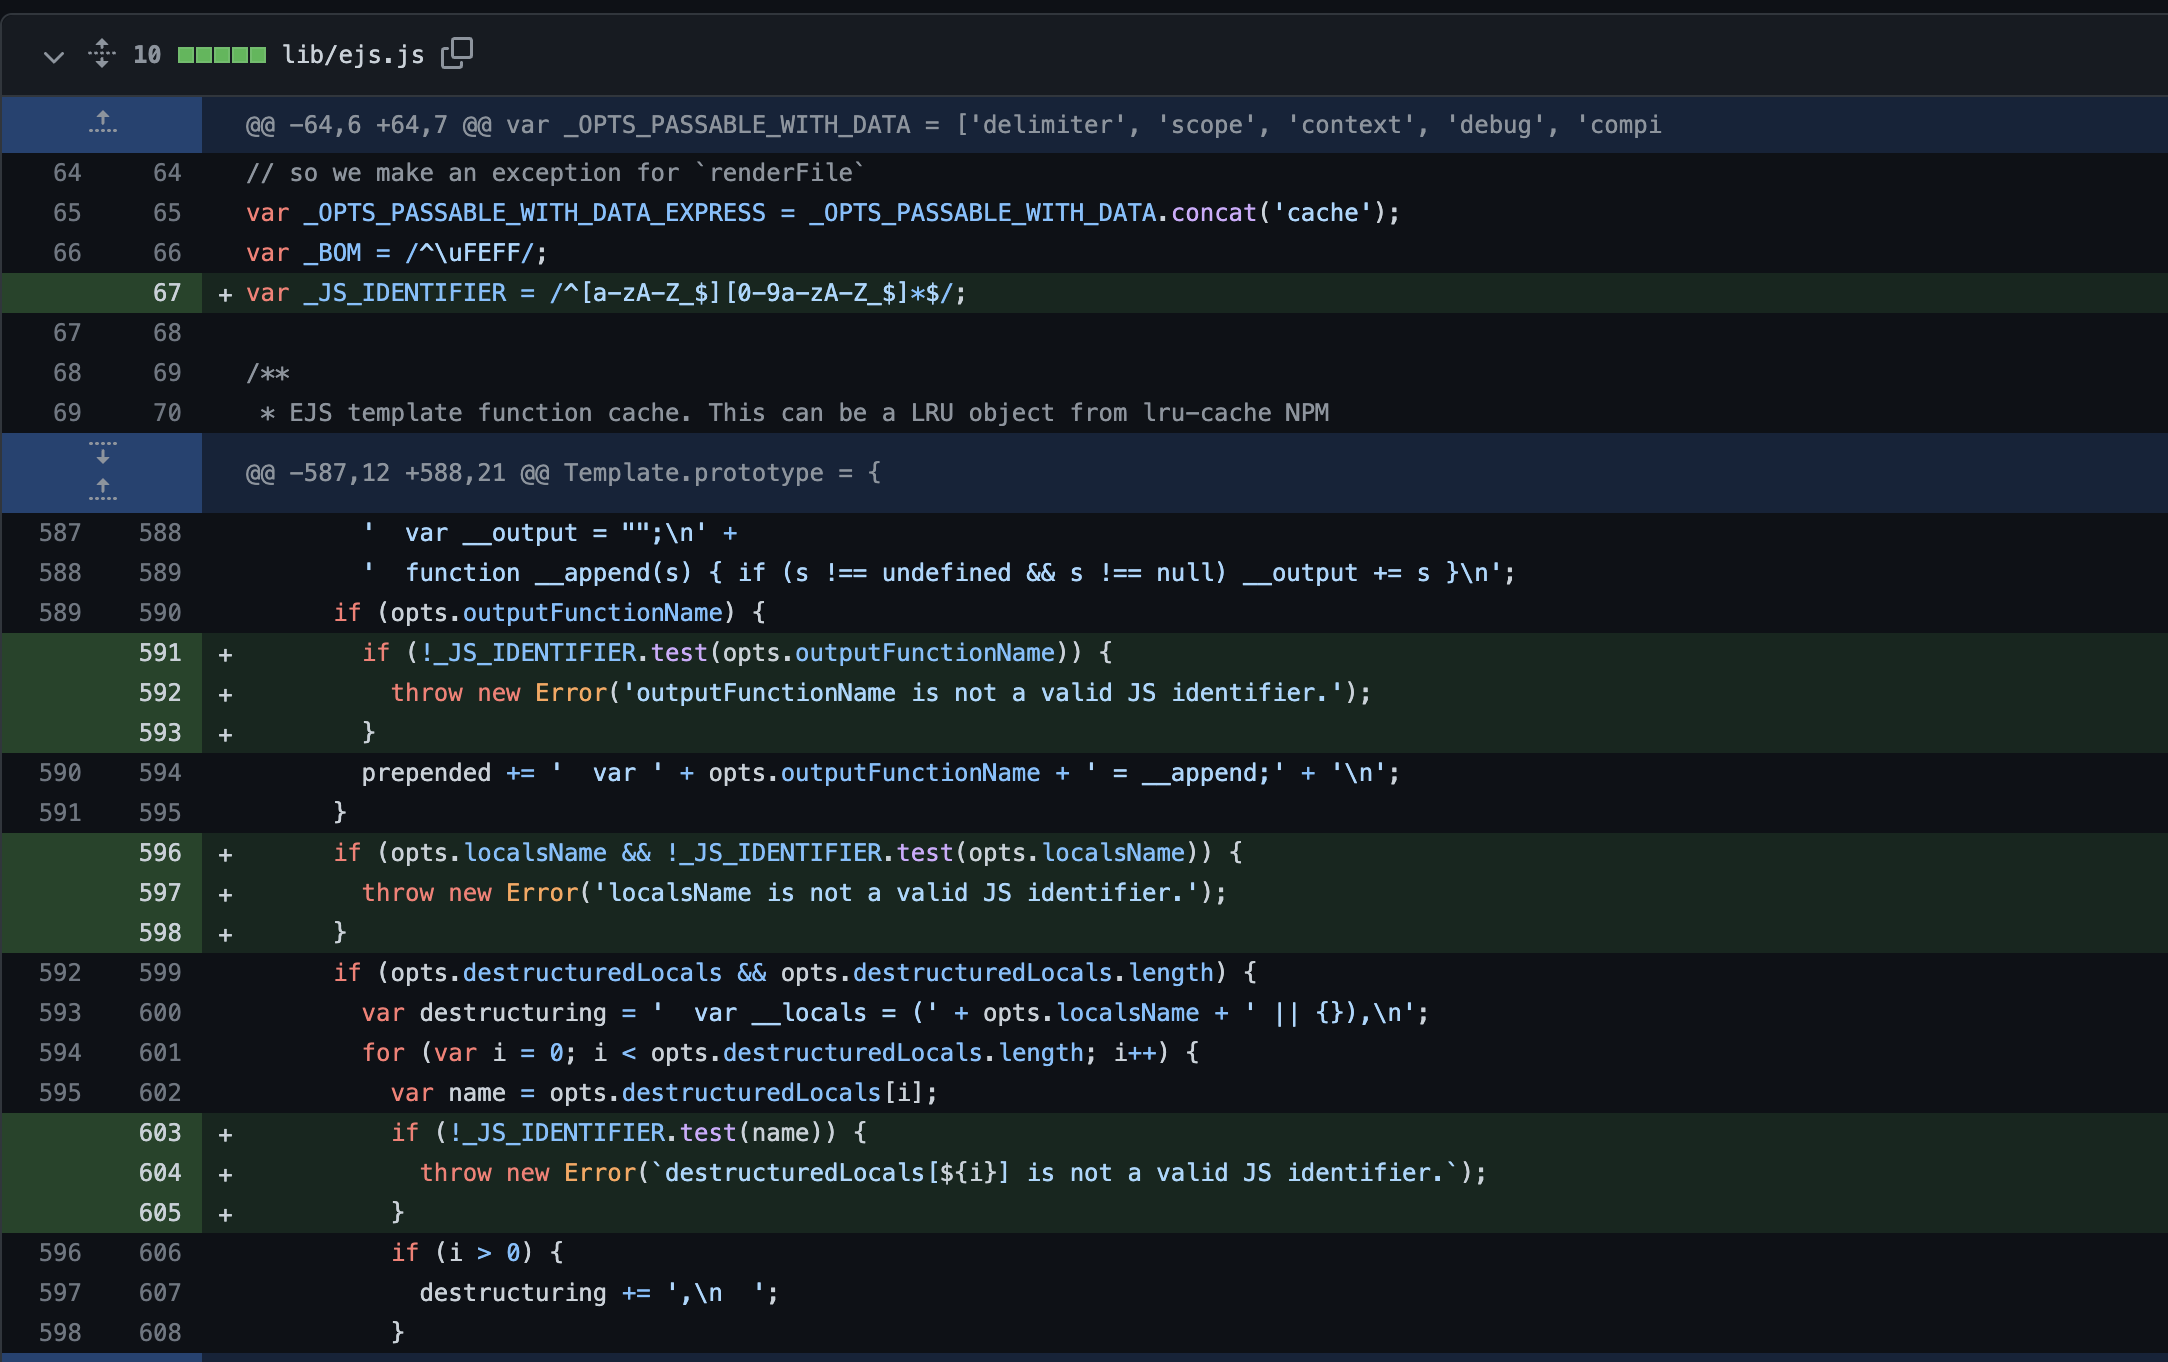 10 lib/ejs.js
@@ -64,6 +64,7 @@ var _OPTS_PASSABLE_WITH_DATA = ['delimiter', 'scope', 'context', 'debug', 'compi
64 64 // so we make an exception for `renderFile`
65 65 var _OPTS_PASSABLE_WITH_DATA_EXPRESS = _OPTS_PASSABLE_WITH_DATA.concat('cache');
66 66 var _BOM = /^\uFEFF/;
67 + var _JS_IDENTIFIER = /^[a-zA-Z_$][0-9a-zA-Z_$]*$/;
67 68
68 69 /**
69 70  * EJS template function cache. This can be a LRU object from lru-cache NPM
@@ -587,12 +588,21 @@ Template.prototype = {
587 588         '  var __output = "";\n' +
588 589         '  function __append(s) { if (s !== undefined && s !== null) __output += s }\n';
589 590       if (opts.outputFunctionName) {
591 +         if (!_JS_IDENTIFIER.test(opts.outputFunctionName)) {
592 +           throw new Error('outputFunctionName is not a valid JS identifier.');
593 +         }
590 594         prepended += '  var ' + opts.outputFunctionName + ' = __append;' + '\n';
591 595       }
596 +       if (opts.localsName && !_JS_IDENTIFIER.test(opts.localsName)) {
597 +         throw new Error('localsName is not a valid JS identifier.');
598 +       }
592 599       if (opts.destructuredLocals && opts.destructuredLocals.length) {
593 600         var destructuring = '  var __locals = (' + opts.localsName + ' || {}),\n';
594 601         for (var i = 0; i < opts.destructuredLocals.length; i++) {
595 602           var name = opts.destructuredLocals[i];
603 +           if (!_JS_IDENTIFIER.test(name)) {
604 +             throw new Error(`destructuredLocals[${i}] is not a valid JS identifier.`);
605 +           }
596 606           if (i > 0) {
597 607             destructuring += ',\n  ';
598 608           }